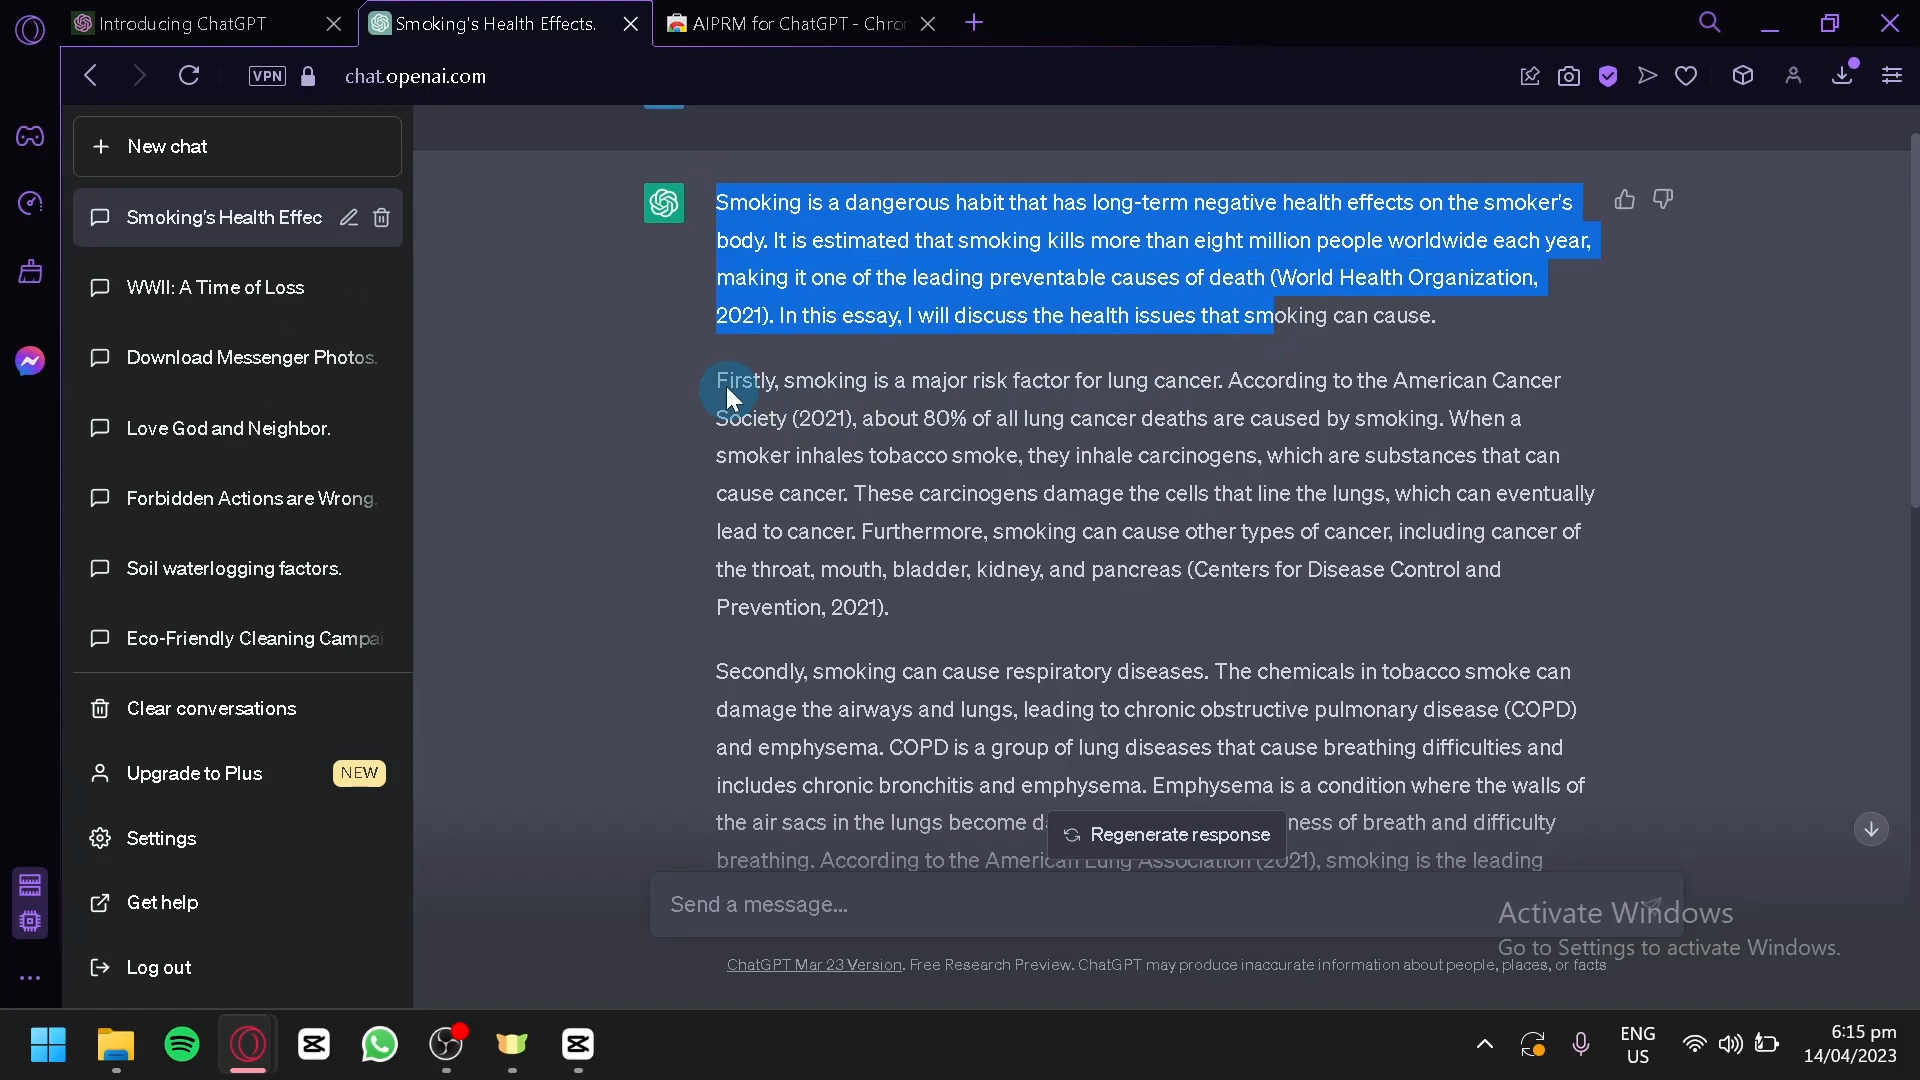 Introducing ChatGPT
Smoking's Health Effects.
AIPRM for ChatGPT - Chro
VPN
chat.openai.com
New chat
Smoking's Health Effec
WWII: A Time of Loss
Download Messenger Photos.
Love God and Neighbor.
Forbidden Actions are Wrong.
Soil waterlogging factors.
Eco-Friendly Cleaning Campai
Clear conversations
Upgrade to Plus
NEW
Settings
Get help
Log out
Smoking is a dangerous habit that has long-term negative health effects on the smoker's
body. It is estimated that smoking kills more than eight million people worldwide each year,
making it one of the leading preventable causes of death (World Health Organization,
2021). In this essay, I will discuss the health issues that smoking can cause.
Firstly, smoking is a major risk factor for lung cancer. According to the American Cancer
Society (2021), about 80% of all lung cancer deaths are caused by smoking. When a
smoker inhales tobacco smoke, they inhale carcinogens, which are substances that can
cause cancer. These carcinogens damage the cells that line the lungs, which can eventually
lead to cancer. Furthermore, smoking can cause other types of cancer, including cancer of
the throat, mouth, bladder, kidney, and pancreas (Centers for Disease Control and
Prevention, 2021).
Secondly, smoking can cause respiratory diseases. The chemicals in tobacco smoke can
damage the airways and lungs, leading to chronic obstructive pulmonary disease (COPD)
and emphysema. COPD is a group of lung diseases that cause breathing difficulties and
includes chronic bronchitis and emphysema. Emphysema is a condition where the walls of
the air sacs in the lungs become d ness of breath and difficulty
Regenerate response
breathing. According to the American Lung Association (2021), smoking is the leading
Send a message...
Activate Windows
Go to Settings to activate Windows.
ChatGPT Mar 23 Version. Free Research Preview. ChatGPT may produce inaccurate information about people, places, or facts
ENG
US
6:15 pm
14/04/2023